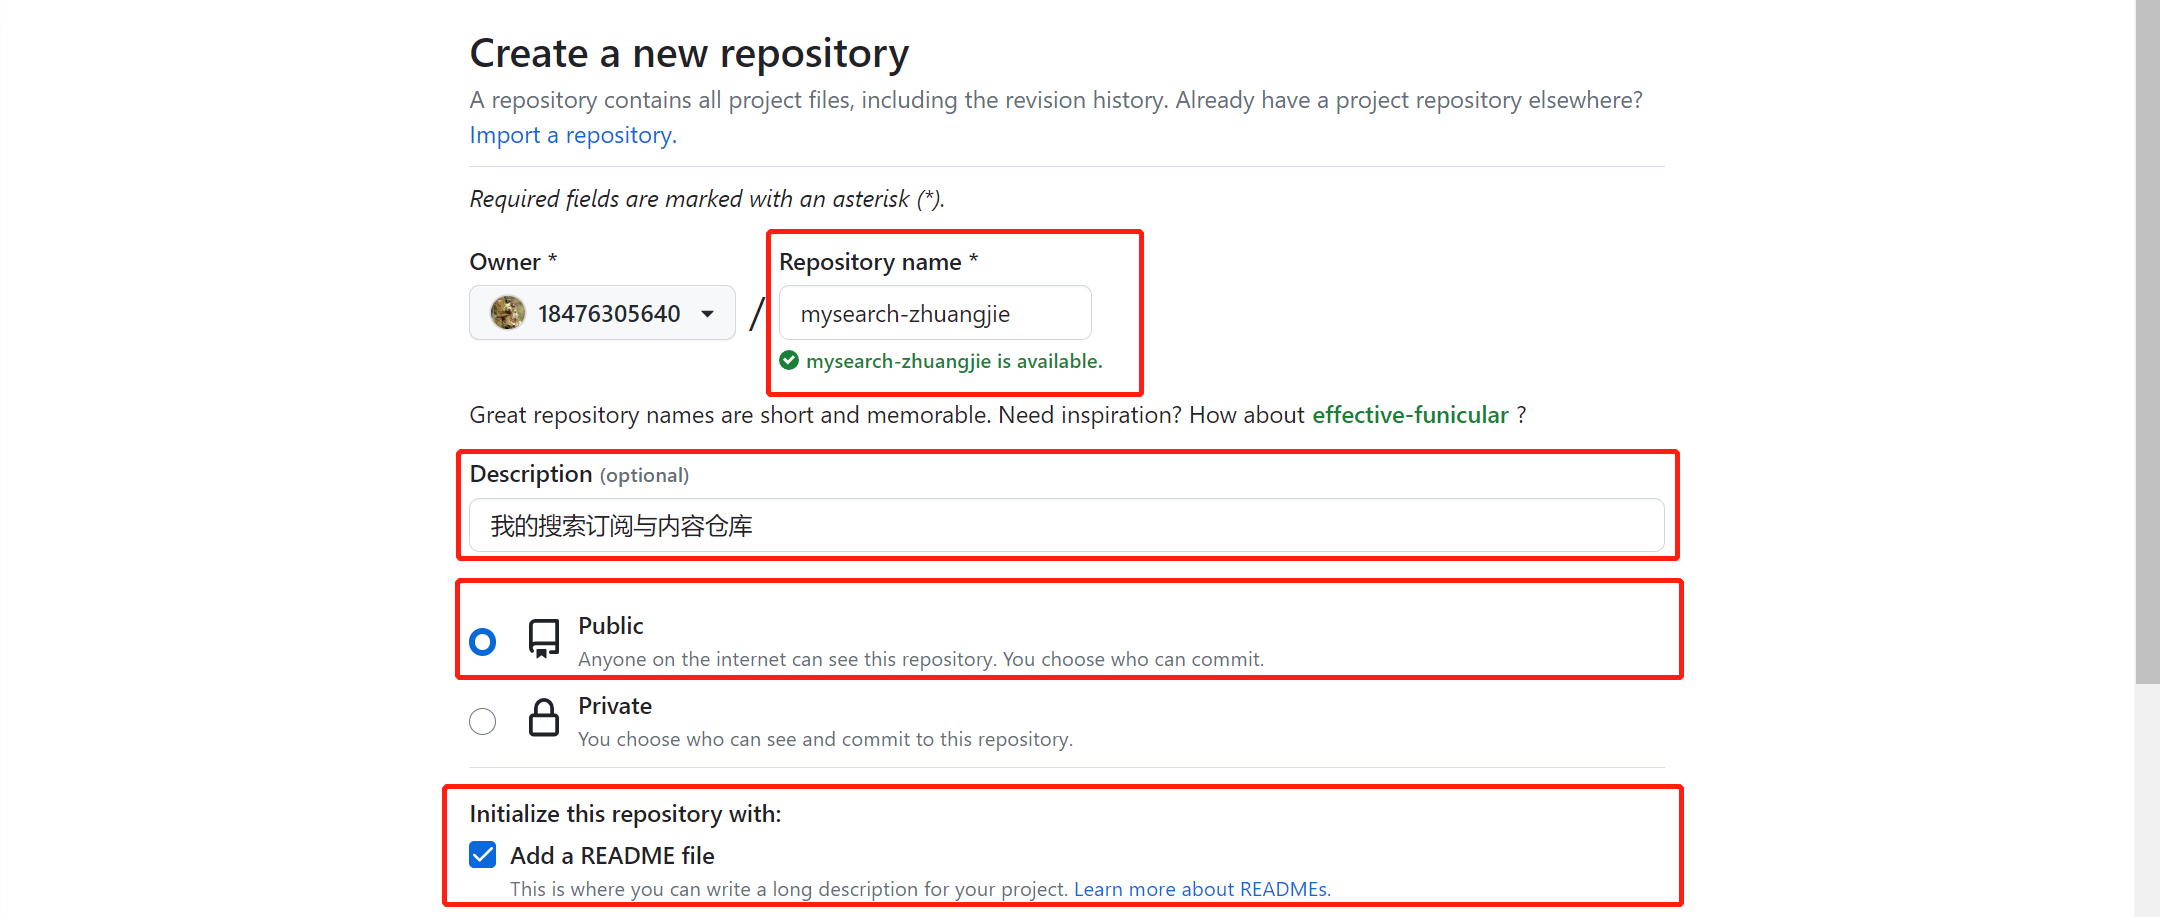 Create a new repository
A repository contains all project files, including the revision history. Already have a project repository elsewhere?
Import a repository.
Required fields are marked with an asterisk (*).
Owner *
Repository name *
18476305640
/
mysearch-zhuangjie
mysearch-zhuangjie is available.
Great repository names are short and memorable. Need inspiration? How about effective-funicular ?
Description (optional)
我的搜索订阅与内容仓库
Public
Anyone on the internet can see this repository. You choose who can commit.
Private
You choose who can see and commit to this repository.
Initialize this repository with:
Add a README file
This is where you can write a long description for your project. Learn more about READMEs.